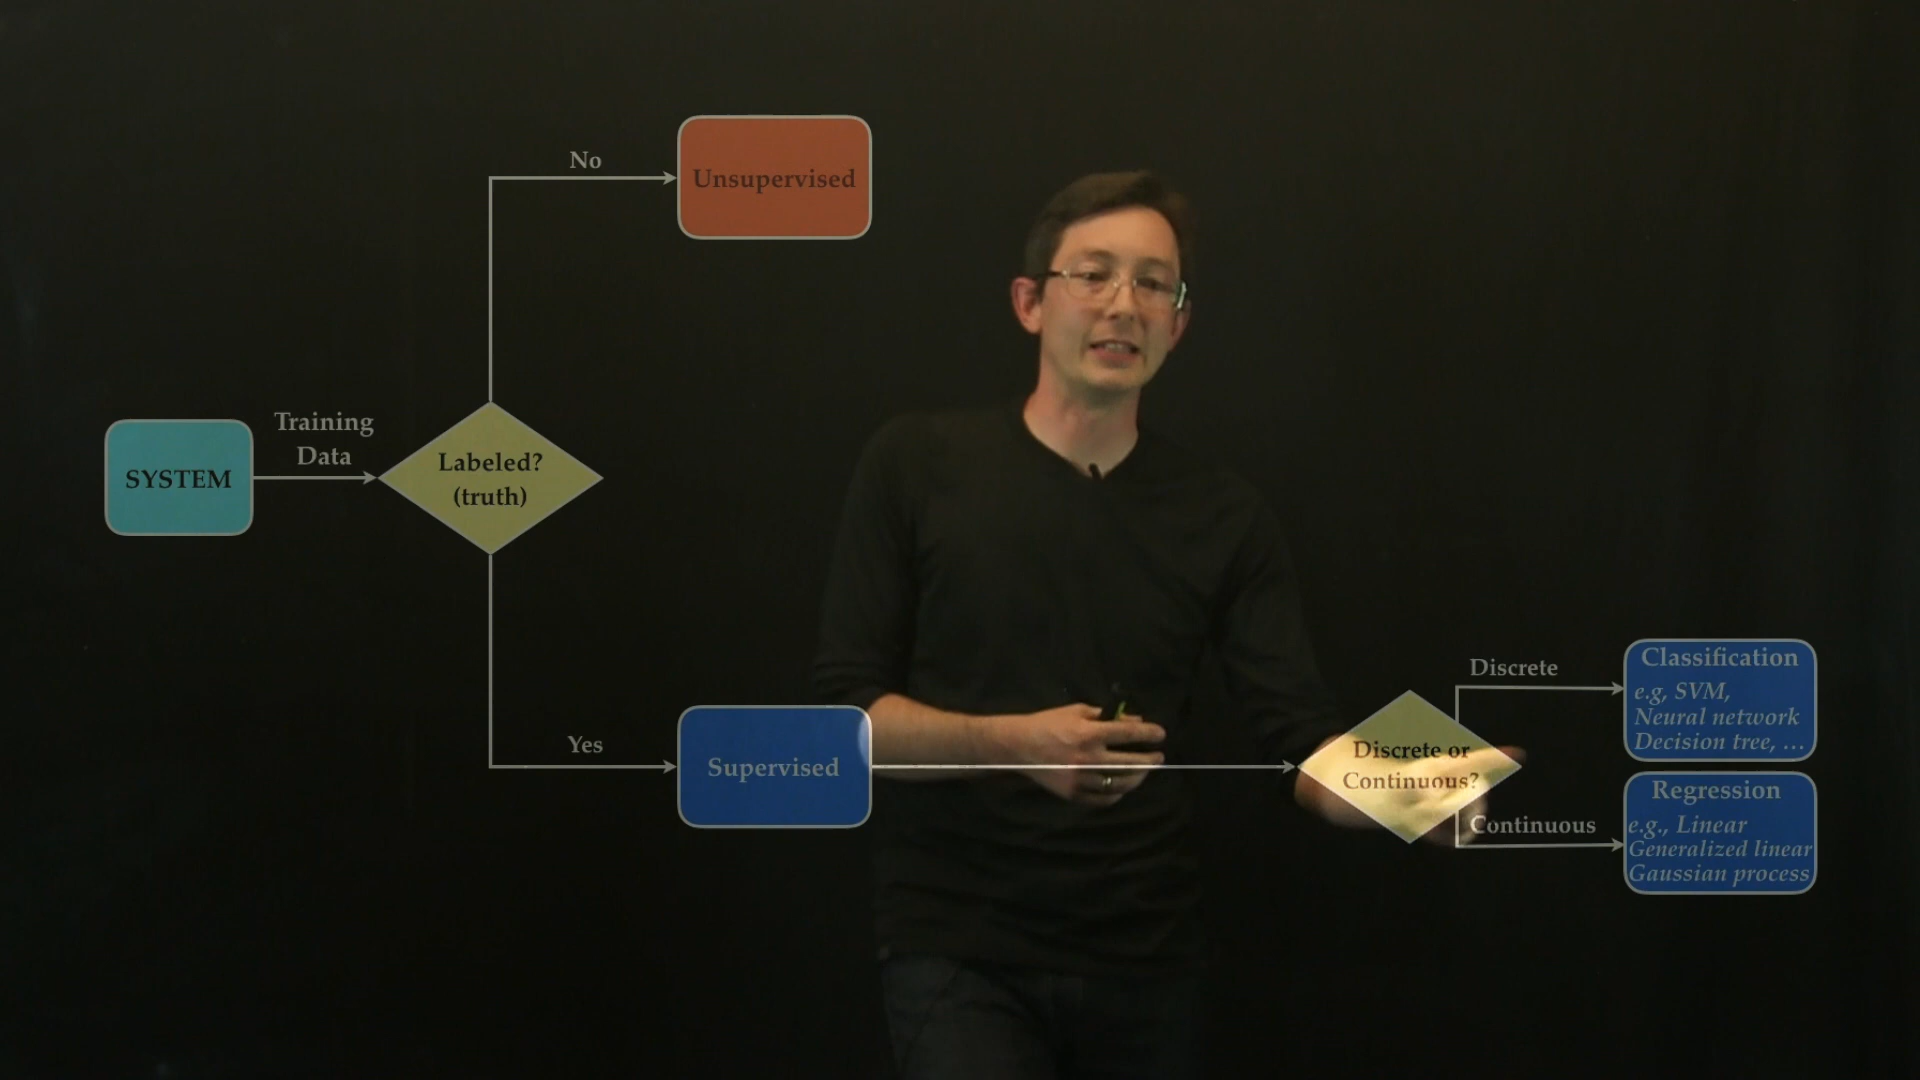 No
Unsupervised
Training
Data
SYSTEM
Labeled?
(truth)
Yes
Supervised
Discrete or
Continuous?
Discrete
Classification
e.g, SVM,
Neural network
Decision tree, ...
Continuous
Regression
e.g., Linear
Generalized linear
Gaussian process